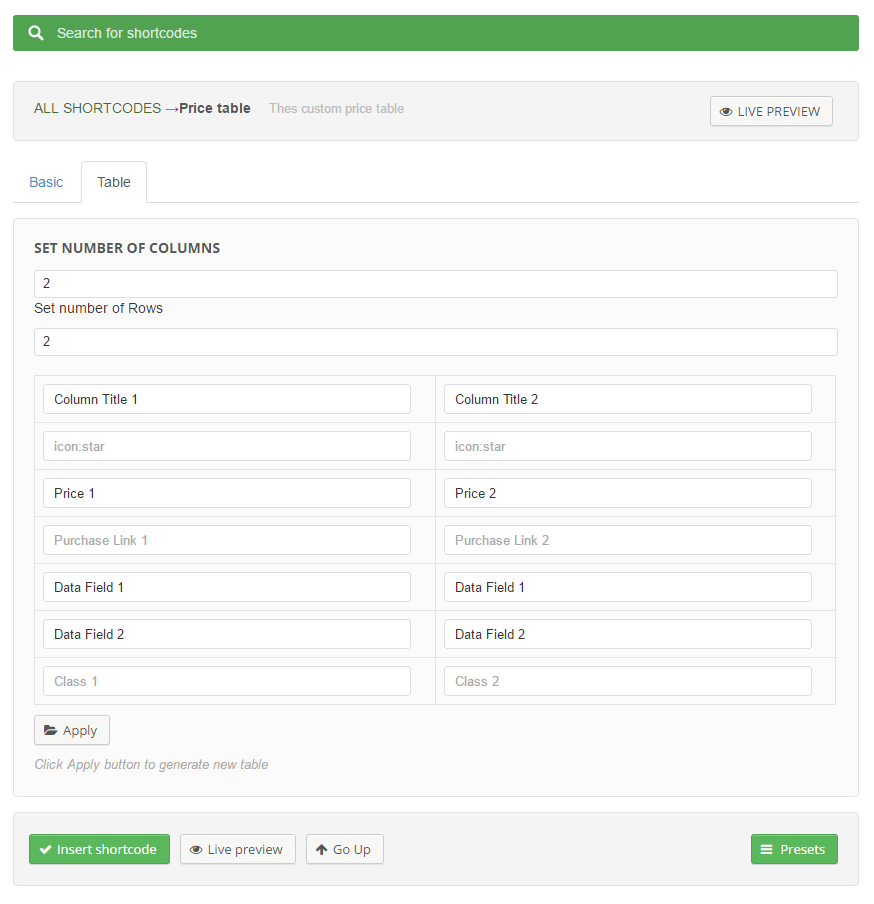 Search for shortcodes
ALL SHORTCODES →Price table Thes custom price table LIVE PREVIEW
Basic Table
SET NUMBER OF COLUMNS
2
Set number of Rows
2
Column Title 1 Column Title 2
icon:star icon:star
Price 1 Price 2
Purchase Link 1 Purchase Link 2
Data Field 1 Data Field 1
Data Field 2 Data Field 2
Class 1 Class 2
Apply
Click Apply button to generate new table
Insert shortcode Live preview Go Up Presets